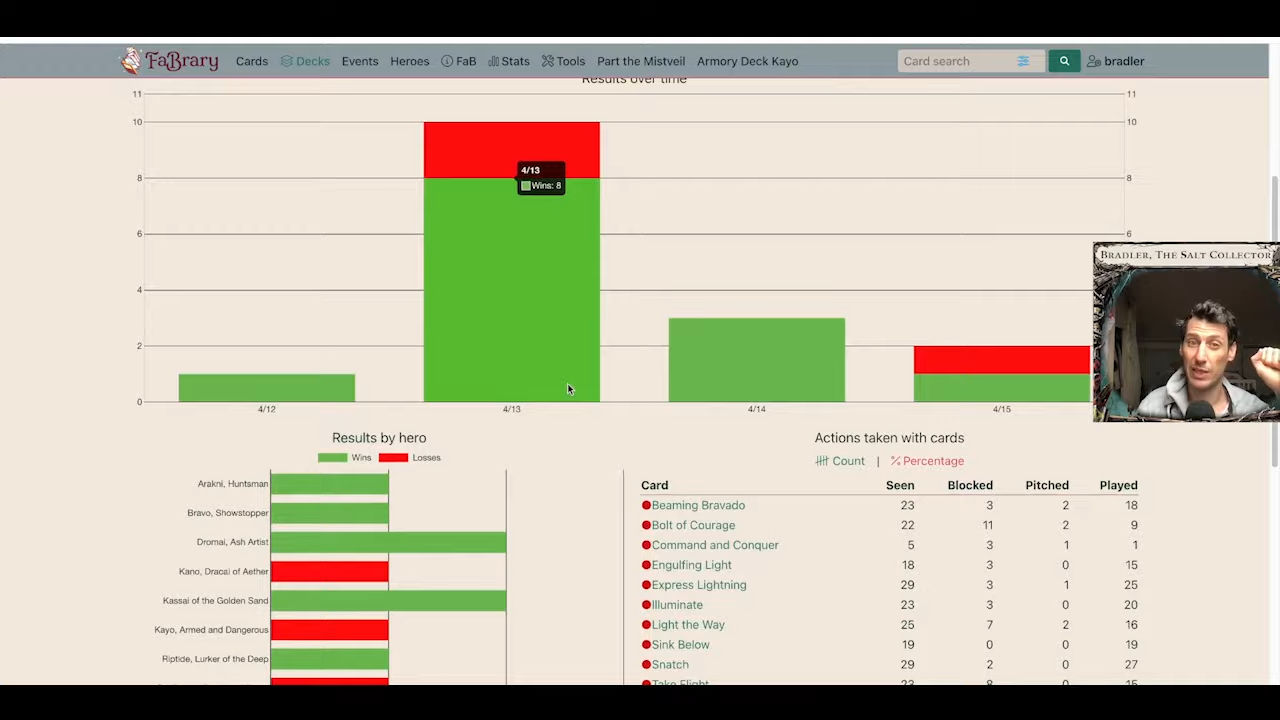 FaBrary Cards Decks Events Heroes FaB Stats Tools Part the Mistveil Armory Deck Kayo Card search bradler
Results over time
11 11
10 10
4/13
Wins: 8
8 8
6 6
4
2
0
4/12 4/13 4/14 4/15
BRADLER, THE SALT COLLECTOR
Results by hero
Wins Losses
Arakni, Huntsman
Bravo, Showstopper
Dromai, Ash Artist
Kano, Dracai of Aether
Kassai of the Golden Sand
Kayo, Armed and Dangerous
Riptide, Lurker of the Deep
Actions taken with cards
Count | Percentage
Card Seen Blocked Pitched Played
Beaming Bravado 23 3 2 18
Bolt of Courage 22 11 2 9
Command and Conquer 5 3 1 1
Engulfing Light 18 3 0 15
Express Lightning 29 3 1 25
Illuminate 23 3 0 20
Light the Way 25 7 2 16
Sink Below 19 0 0 19
Snatch 29 2 0 27
Take Flight 23 8 0 15